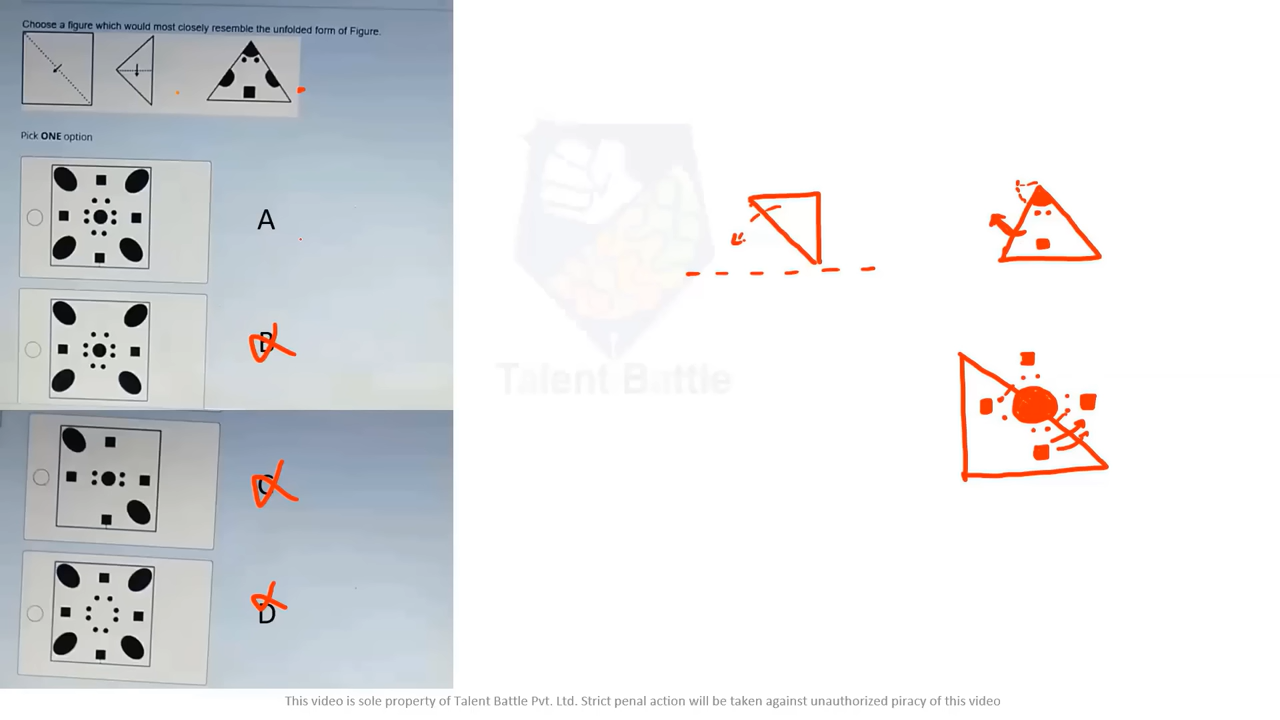 Choose a figure which would most closely resemble the unfolded form of Figure.
Pick ONE option
A
B
C
D
Talent Battle
This video is sole property of Talent Battle Pvt. Ltd. Strict penal action will be taken against unauthorized piracy of this video